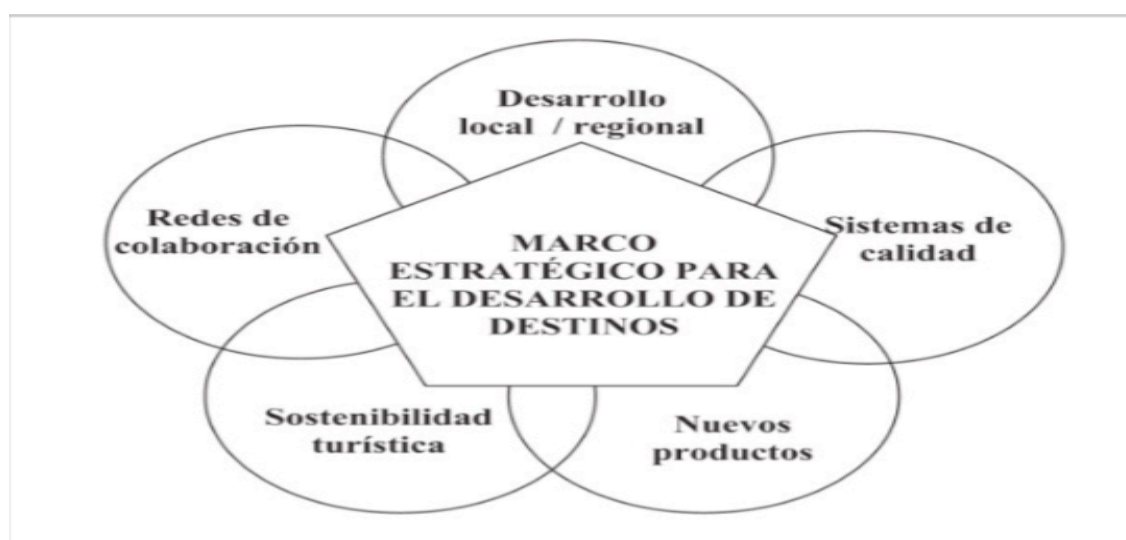 Desarrollo
local / regional
Redes de
colaboración
Sistemas de
calidad
MARCO
ESTRATÉGICO PARA
EL DESARROLLO DE
DESTINOS
Sostenibilidad
turística
Nuevos
productos